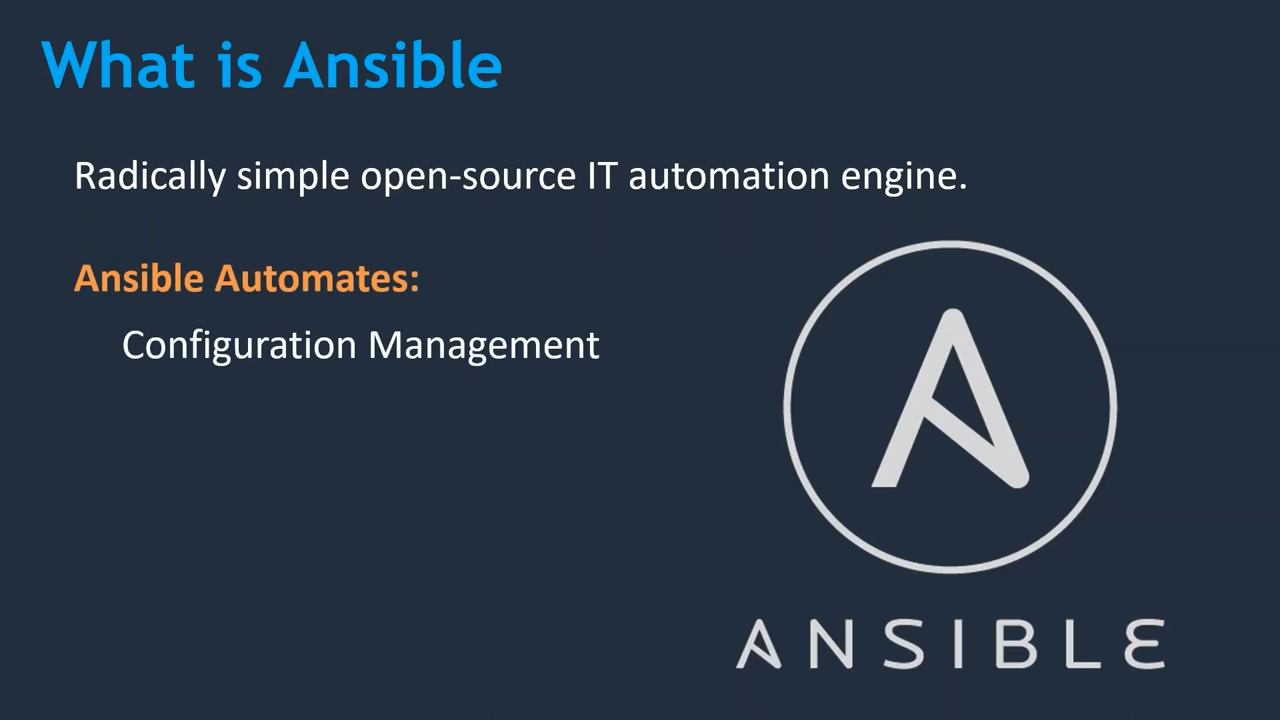 What is Ansible
Radically simple open-source IT automation engine.
Ansible Automates:
Configuration Management
ANSIBLE